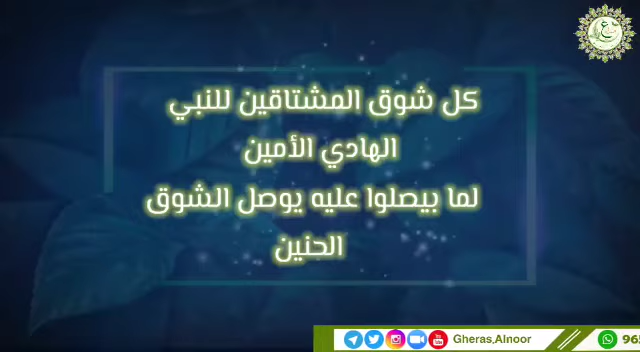 كل شوق المشتاقين للنبي
الهادي الأمين
لما بيصلوا عليه يوصل الشوق
الحنين
Gheras,Alnoor